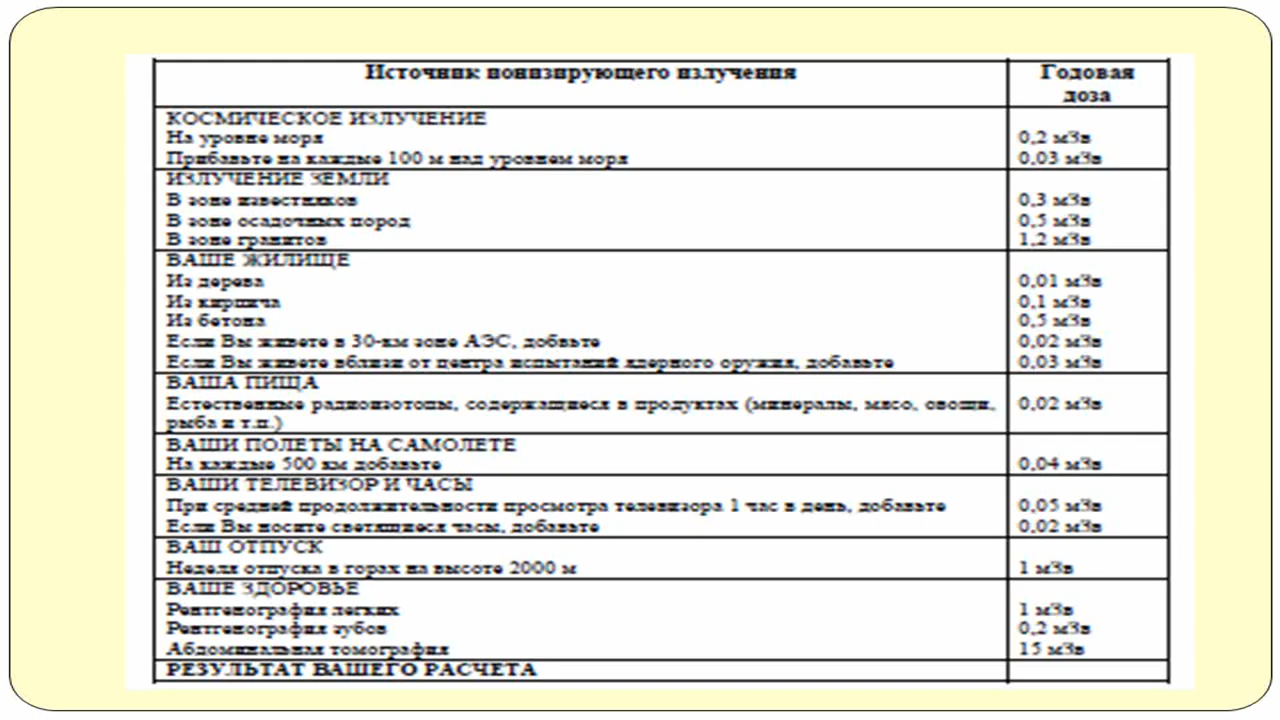 Источник ионизирующего излучения Годовая доза
КОСМИЧЕСКОЕ ИЗЛУЧЕНИЕ
На уровне моря 0,2 мЗв
Прибавьте на каждые 100 м над уровнем моря 0,03 мЗв
ИЗЛУЧЕНИЕ ЗЕМЛИ
В зоне известняков 0,3 мЗв
В зоне осадочных пород 0,5 мЗв
В зоне гранитов 1,2 мЗв
ВАШЕ ЖИЛИЩЕ
Из дерева 0,01 мЗв
Из кирпича 0,1 мЗв
Из бетона 0,5 мЗв
Если Вы живете в 30-км зоне АЭС, добвьте 0,02 мЗв
Если Вы живете вблизи от центра испытаний ядерного оружия, добавьте 0,03 мЗв
ВАША ПИЩА
Естественные радиоизотопы, содержащиеся в продуктах (минералы, мясо, овощи, 0,02 мЗв
рыба и т.п.)
ВАШИ ПОЛЕТЫ НА САМОЛЕТЕ
На каждые 500 км добавьте 0,04 мЗв
ВАШИ ТЕЛЕВИЗОР И ЧАСЫ
При средней продолжительности просмотра телевизора 1 час в день, добавьте 0,05 мЗв
Если Вы носите светящиеся часы, добавьте 0,02 мЗв
ВАШ ОТПУСК
Неделя отпуска в горах на высоте 2000 м 1 мЗв
ВАШЕ ЗДОРОВЬЕ
Рентгенография легких 1 мЗв
Рентгенография зубов 0,2 мЗв
Абдоминальная томография 15 мЗв
РЕЗУЛЬТАТ ВАШЕГО РАСЧЕТА